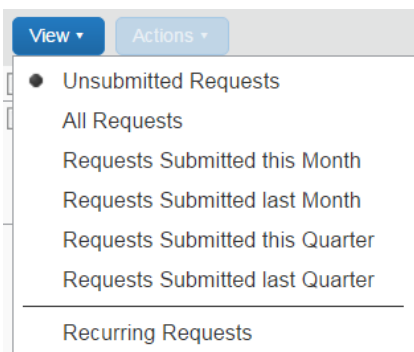 View ▾ Actions ▾
Unsubmitted Requests
All Requests
Requests Submitted this Month
Requests Submitted last Month
Requests Submitted this Quarter
Requests Submitted last Quarter
Recurring Requests